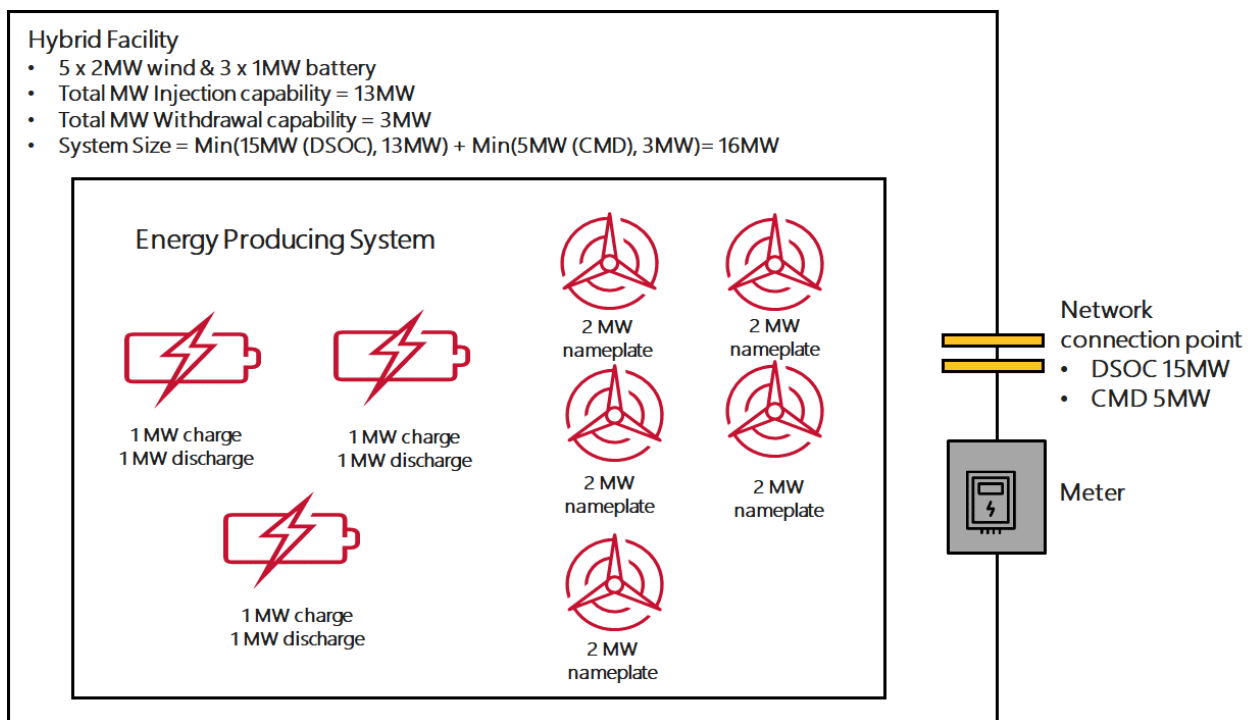 Hybrid Facility
• 5 x 2MW wind & 3 x 1MW battery
• Total MW Injection capability = 13MW
• Total MW Withdrawal capability = 3MW
• System Size = Min(15MW (DSOC), 13MW) + Min(5MW (CMD), 3MW)= 16MW
Energy Producing System
2 MW
nameplate
2 MW
nameplate
1 MW charge
1 MW discharge
1 MW charge
1 MW discharge
2 MW
nameplate
2 MW
nameplate
1 MW charge
1 MW discharge
2 MW
nameplate
Network
connection point
• DSOC 15MW
• CMD 5MW
Meter